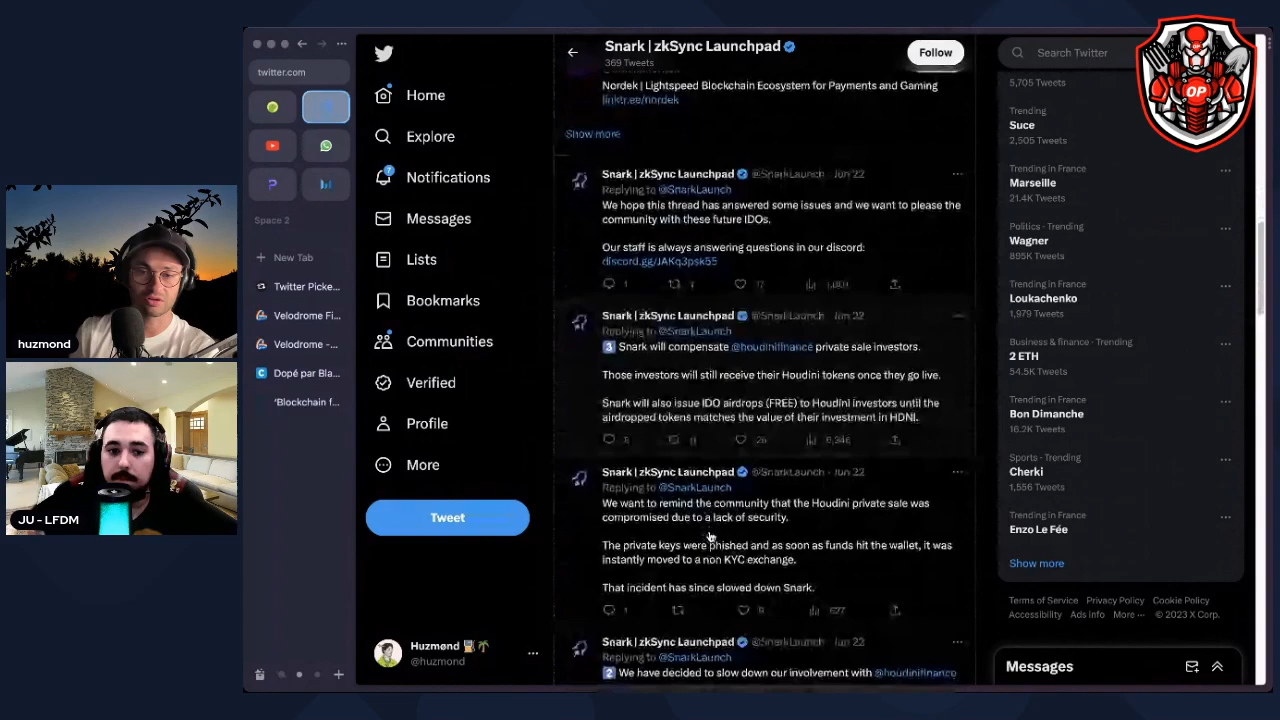 huzmond
JU - LFDM
twitter.com
Space 2
New Tab
Twitter Picke...
Velodrome Fi...
Velodrome -...
Dopé par Bla...
'Blockchain f...
Home
Explore
Notifications
Messages
Lists
Bookmarks
Communities
Verified
Profile
More
Tweet
Huzmønd
@huzmond
Snark | zkSync Launchpad
369 Tweets
Follow
Nordek | Lightspeed Blockchain Ecosystem for Payments and Gaming
linktr.ee/nordek
Show more
Snark | zkSync Launchpad @SnarkLaunch · Jun 22
Replying to @SnarkLaunch
We hope this thread has answered some issues and we want to please the
community with these future IDOs.
Our staff is always answering questions in our discord:
Snark | zkSync Launchpad @SnarkLaunch · Jun 22
Replying to @SnarkLaunch
3 Snark will compensate @houdinifinance private sale investors.
Those investors will still receive their Houdini tokens once they go live.
Snark will also issue IDO airdrops (FREE) to Houdini investors until the
airdropped tokens matches the value of their investment in HDNI.
Snark | zkSync Launchpad @SnarkLaunch · Jun 22
Replying to @SnarkLaunch
We want to remind the community that the Houdini private sale was
compromised due to a lack of security.
The private keys were phished and as soon as funds hit the wallet, it was
instantly moved to a non KYC exchange.
That incident has since slowed down Snark.
627
Snark | zkSync Launchpad @SnarkLaunch · Jun 22
Replying to @SnarkLaunch
2 We have decided to slow down our involvement with @houdinifinance
Search Twitter
5,705 Tweets
Trending
Suce
2,505 Tweets
Trending in France
Marseille
21.4K Tweets
Politics · Trending
Wagner
895K Tweets
Trending in France
Loukachenko
1,979 Tweets
Business & finance · Trending
2 ETH
54.5K Tweets
Trending in France
Bon Dimanche
16.2K Tweets
Sports · Trending
Cherki
1,556 Tweets
Trending in France
Enzo Le Fée
Show more
Terms of Service Privacy Policy Cookie Policy
Accessibility Ads info More ··· © 2023 X Corp.
Messages
OP